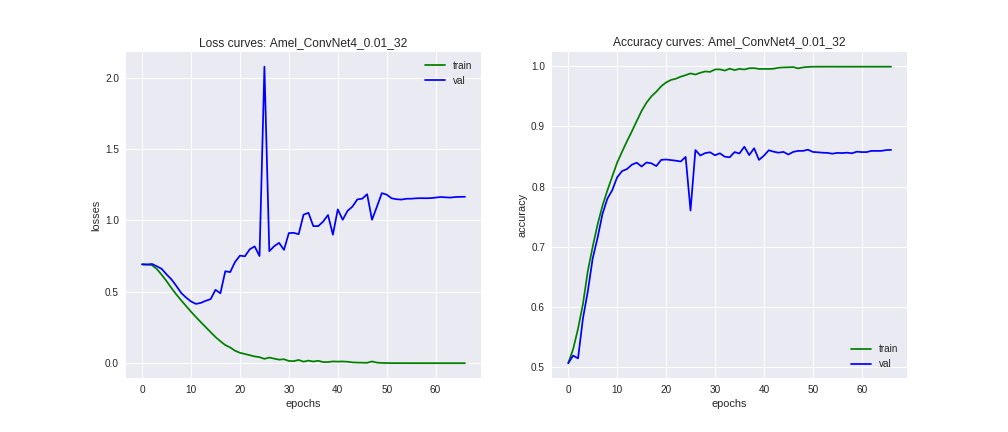 Loss curves: Amel_ConvNet4_0.01_32
train
val
2.0
1.5
1.0
0.5
0.0
losses
0 10 20 30 40 50 60
epochs
Accuracy curves: Amel_ConvNet4_0.01_32
1.0
0.9
0.8
0.7
0.6
0.5
accuracy
train
val
0 10 20 30 40 50 60
epochs